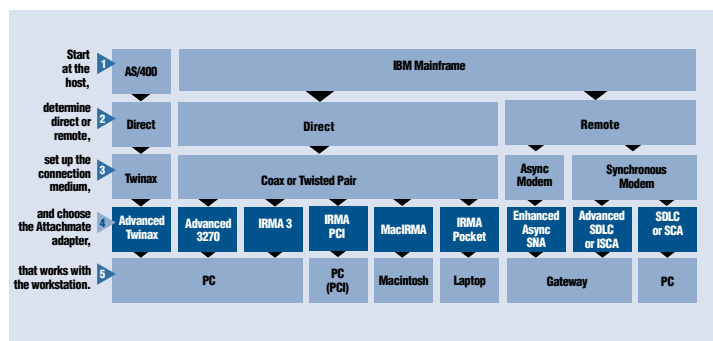 Start
at the
host,
1
AS/400
IBM Mainframe
determine
direct or
remote,
2
Direct
Direct
Remote
set up the
connection
medium,
3
Twinax
Coax or Twisted Pair
Async
Modem
Synchronous
Modem
and choose
the Attachmate
adapter,
4
Advanced
Twinax
Advanced
3270
IRMA 3
IRMA
PCI
MacIRMA
IRMA
Pocket
Enhanced
Async
SNA
Advanced
SDLC
or ISCA
SDLC
or SCA
that works with
the workstation.
5
PC
PC
(PCI)
Macintosh
Laptop
Gateway
PC